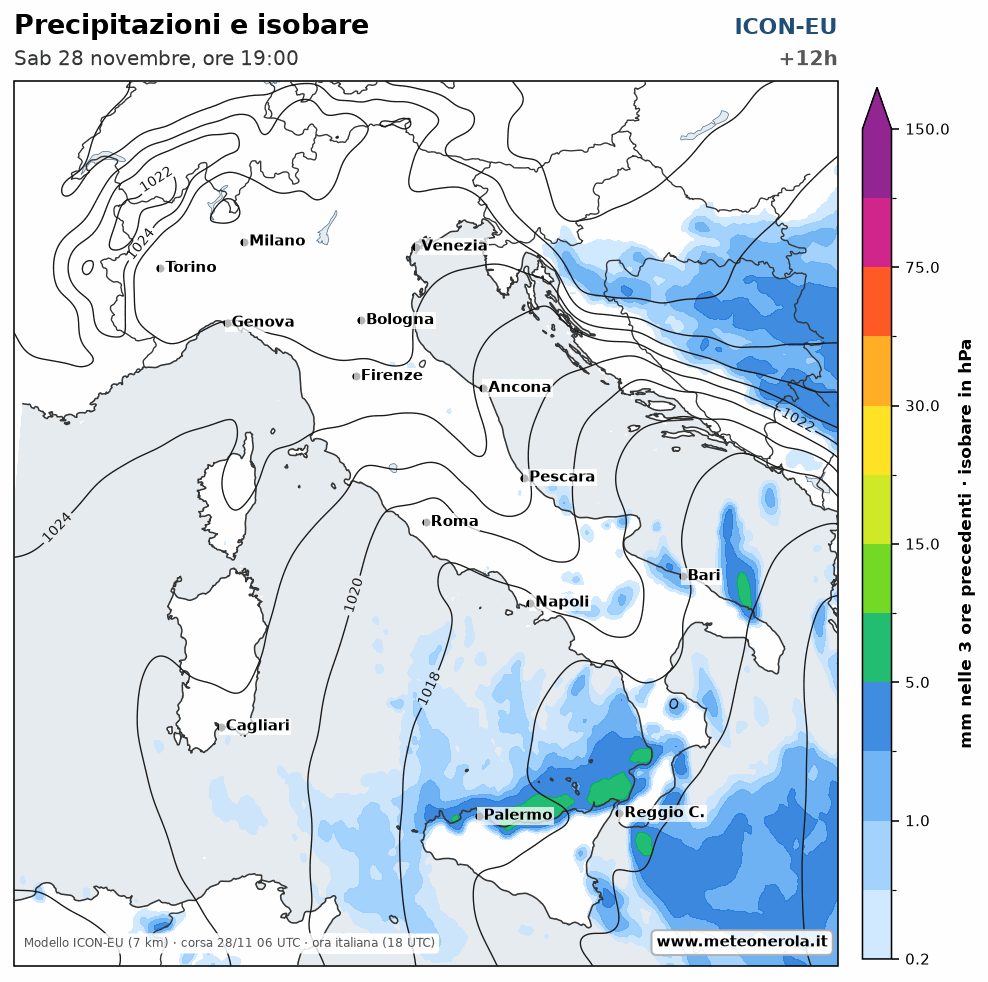 Precipitazioni e isobare
ICON-EU
Sab 28 novembre, ore 19:00
+12h
1022
1024
Milano
Venezia
Torino
Genova
Bologna
Firenze
Ancona
1022
Pescara
1024
Roma
Bari
1020
Napoli
1018
Cagliari
Palermo
Reggio C.
Modello ICON-EU (7 km) · corsa 28/11 06 UTC · ora italiana (18 UTC)
www.meteonerola.it
150.0
75.0
30.0
15.0
5.0
1.0
0.2
mm nelle 3 ore precedenti · isobare in hPa